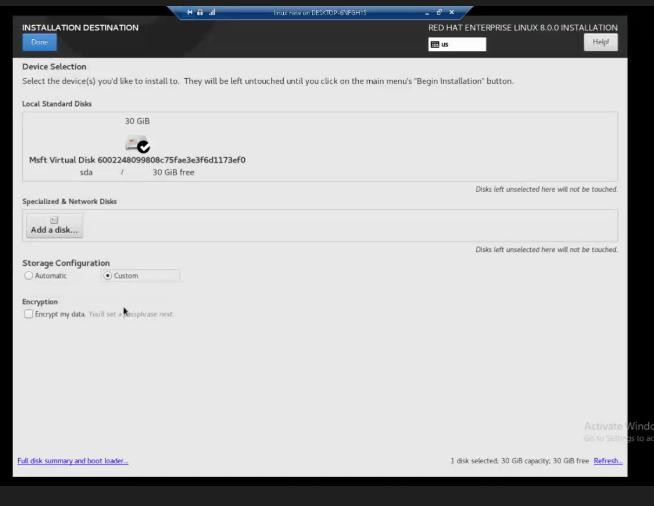 linux new on DESKTOP-6NFGH1S
INSTALLATION DESTINATION
RED HAT ENTERPRISE LINUX 8.0.0 INSTALLATION
Done
us
Help!
Device Selection
Select the device(s) you'd like to install to. They will be left untouched until you click on the main menu's "Begin Installation" button.
Local Standard Disks
30 GiB
Msft Virtual Disk 6002248099808c75fae3e3f6d1173ef0
sda / 30 GiB free
Disks left unselected here will not be touched.
Specialized & Network Disks
Add a disk...
Disks left unselected here will not be touched.
Storage Configuration
Automatic Custom
Encryption
Encrypt my data. You'll set a passphrase next.
Activate Windo
Go to Settings to ac
Full disk summary and boot loader...
1 disk selected; 30 GiB capacity; 30 GiB free Refresh...